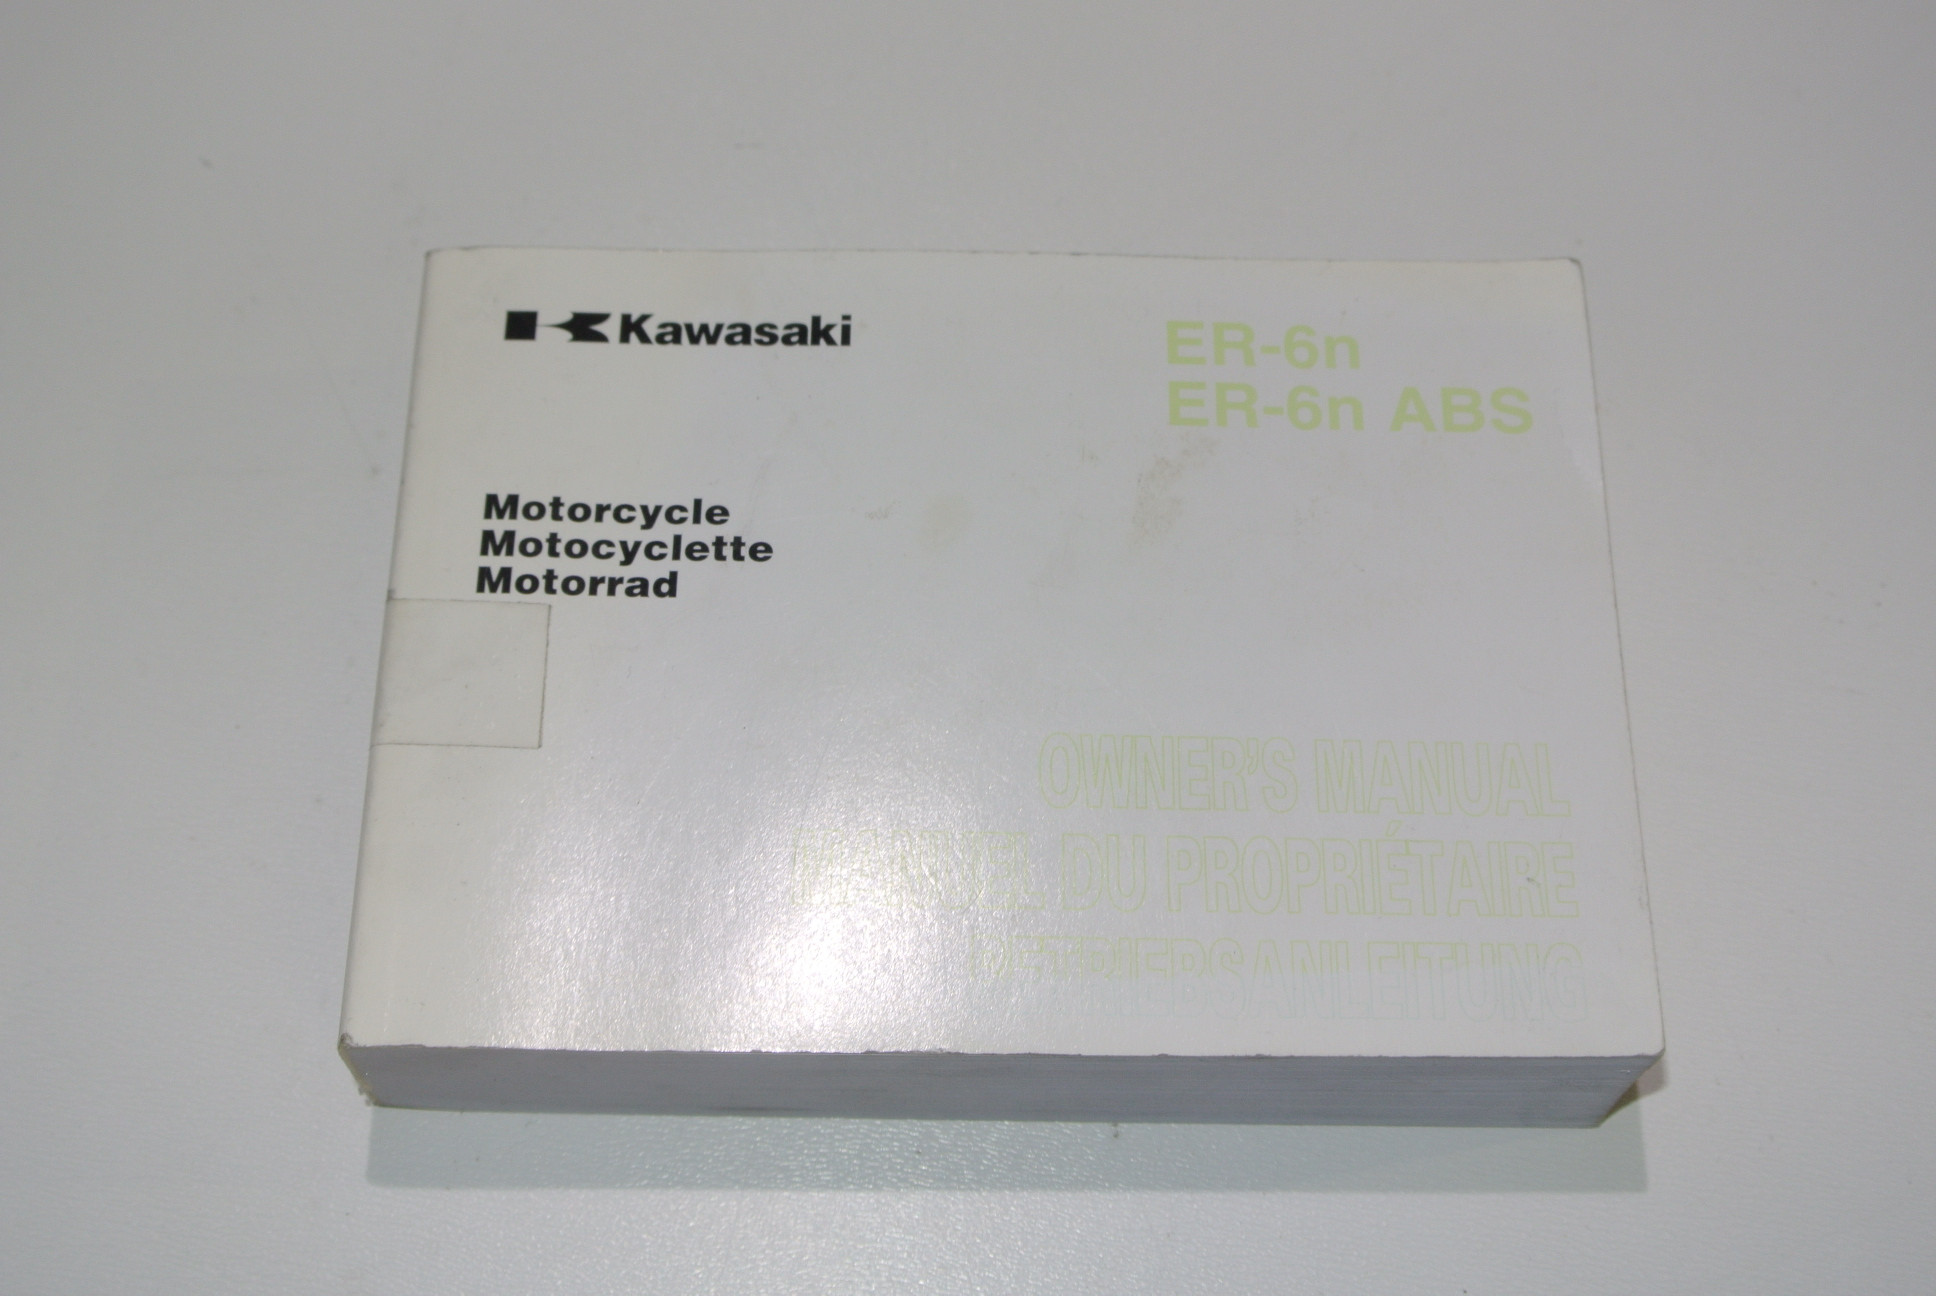 Kawasaki
ER-6n
ER-6n ABS
Motorcycle
Motocyclette
Motorrad
OWNER'S MANUAL
MANUEL DU PROPRIÉTAIRE
BETRIEBSANLEITUNG